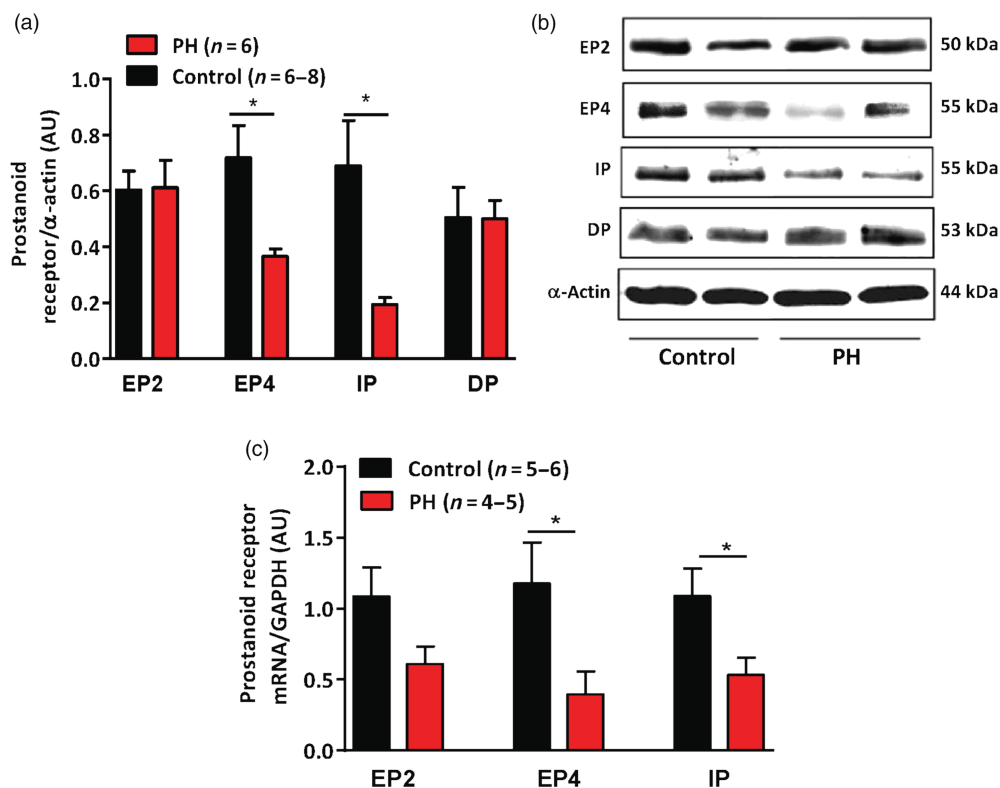 (a)
PH (n = 6)
Control (n = 6–8)
Prostanoid
receptor/α-actin (AU)
1.0
0.8
0.6
0.4
0.2
0.0
*
*
EP2 EP4 IP DP
(b)
EP2 50 kDa
EP4 55 kDa
IP 55 kDa
DP 53 kDa
α-Actin 44 kDa
Control PH
(c)
Control (n = 5–6)
PH (n = 4–5)
Prostanoid receptor
mRNA/GAPDH (AU)
2.0
1.5
1.0
0.5
0.0
*
*
EP2 EP4 IP